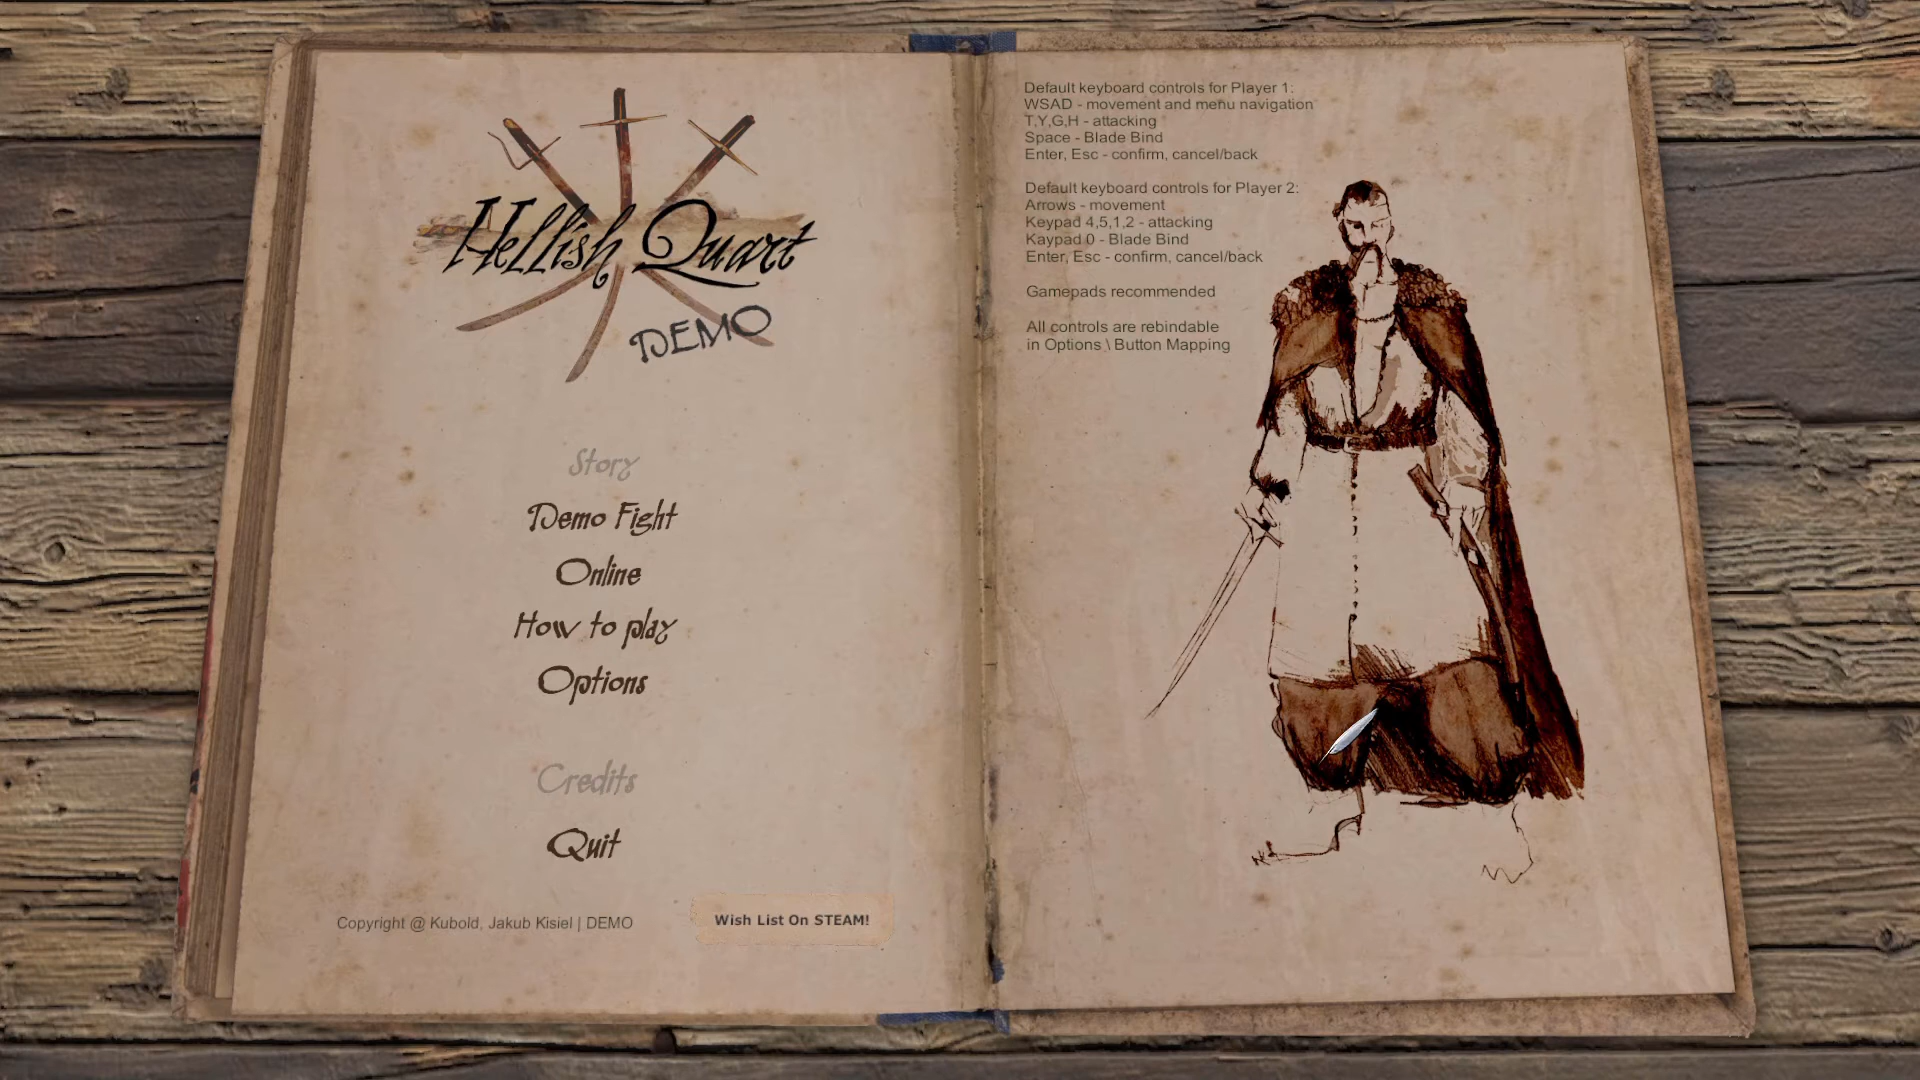 Hellish Quart
DEMO
Story
Demo Fight
Online
How to play
Options
Credits
Quit
Copyright @ Kubold, Jakub Kisiel | DEMO
Wish List On STEAM!
Default keyboard controls for Player 1:
WSAD - movement and menu navigation
T,Y,G,H - attacking
Space - Blade Bind
Enter, Esc - confirm, cancel/back
Default keyboard controls for Player 2:
Arrows - movement
Keypad 4,5,1,2 - attacking
Kaypad 0 - Blade Bind
Enter, Esc - confirm, cancel/back
Gamepads recommended
All controls are rebindable
in Options \ Button Mapping